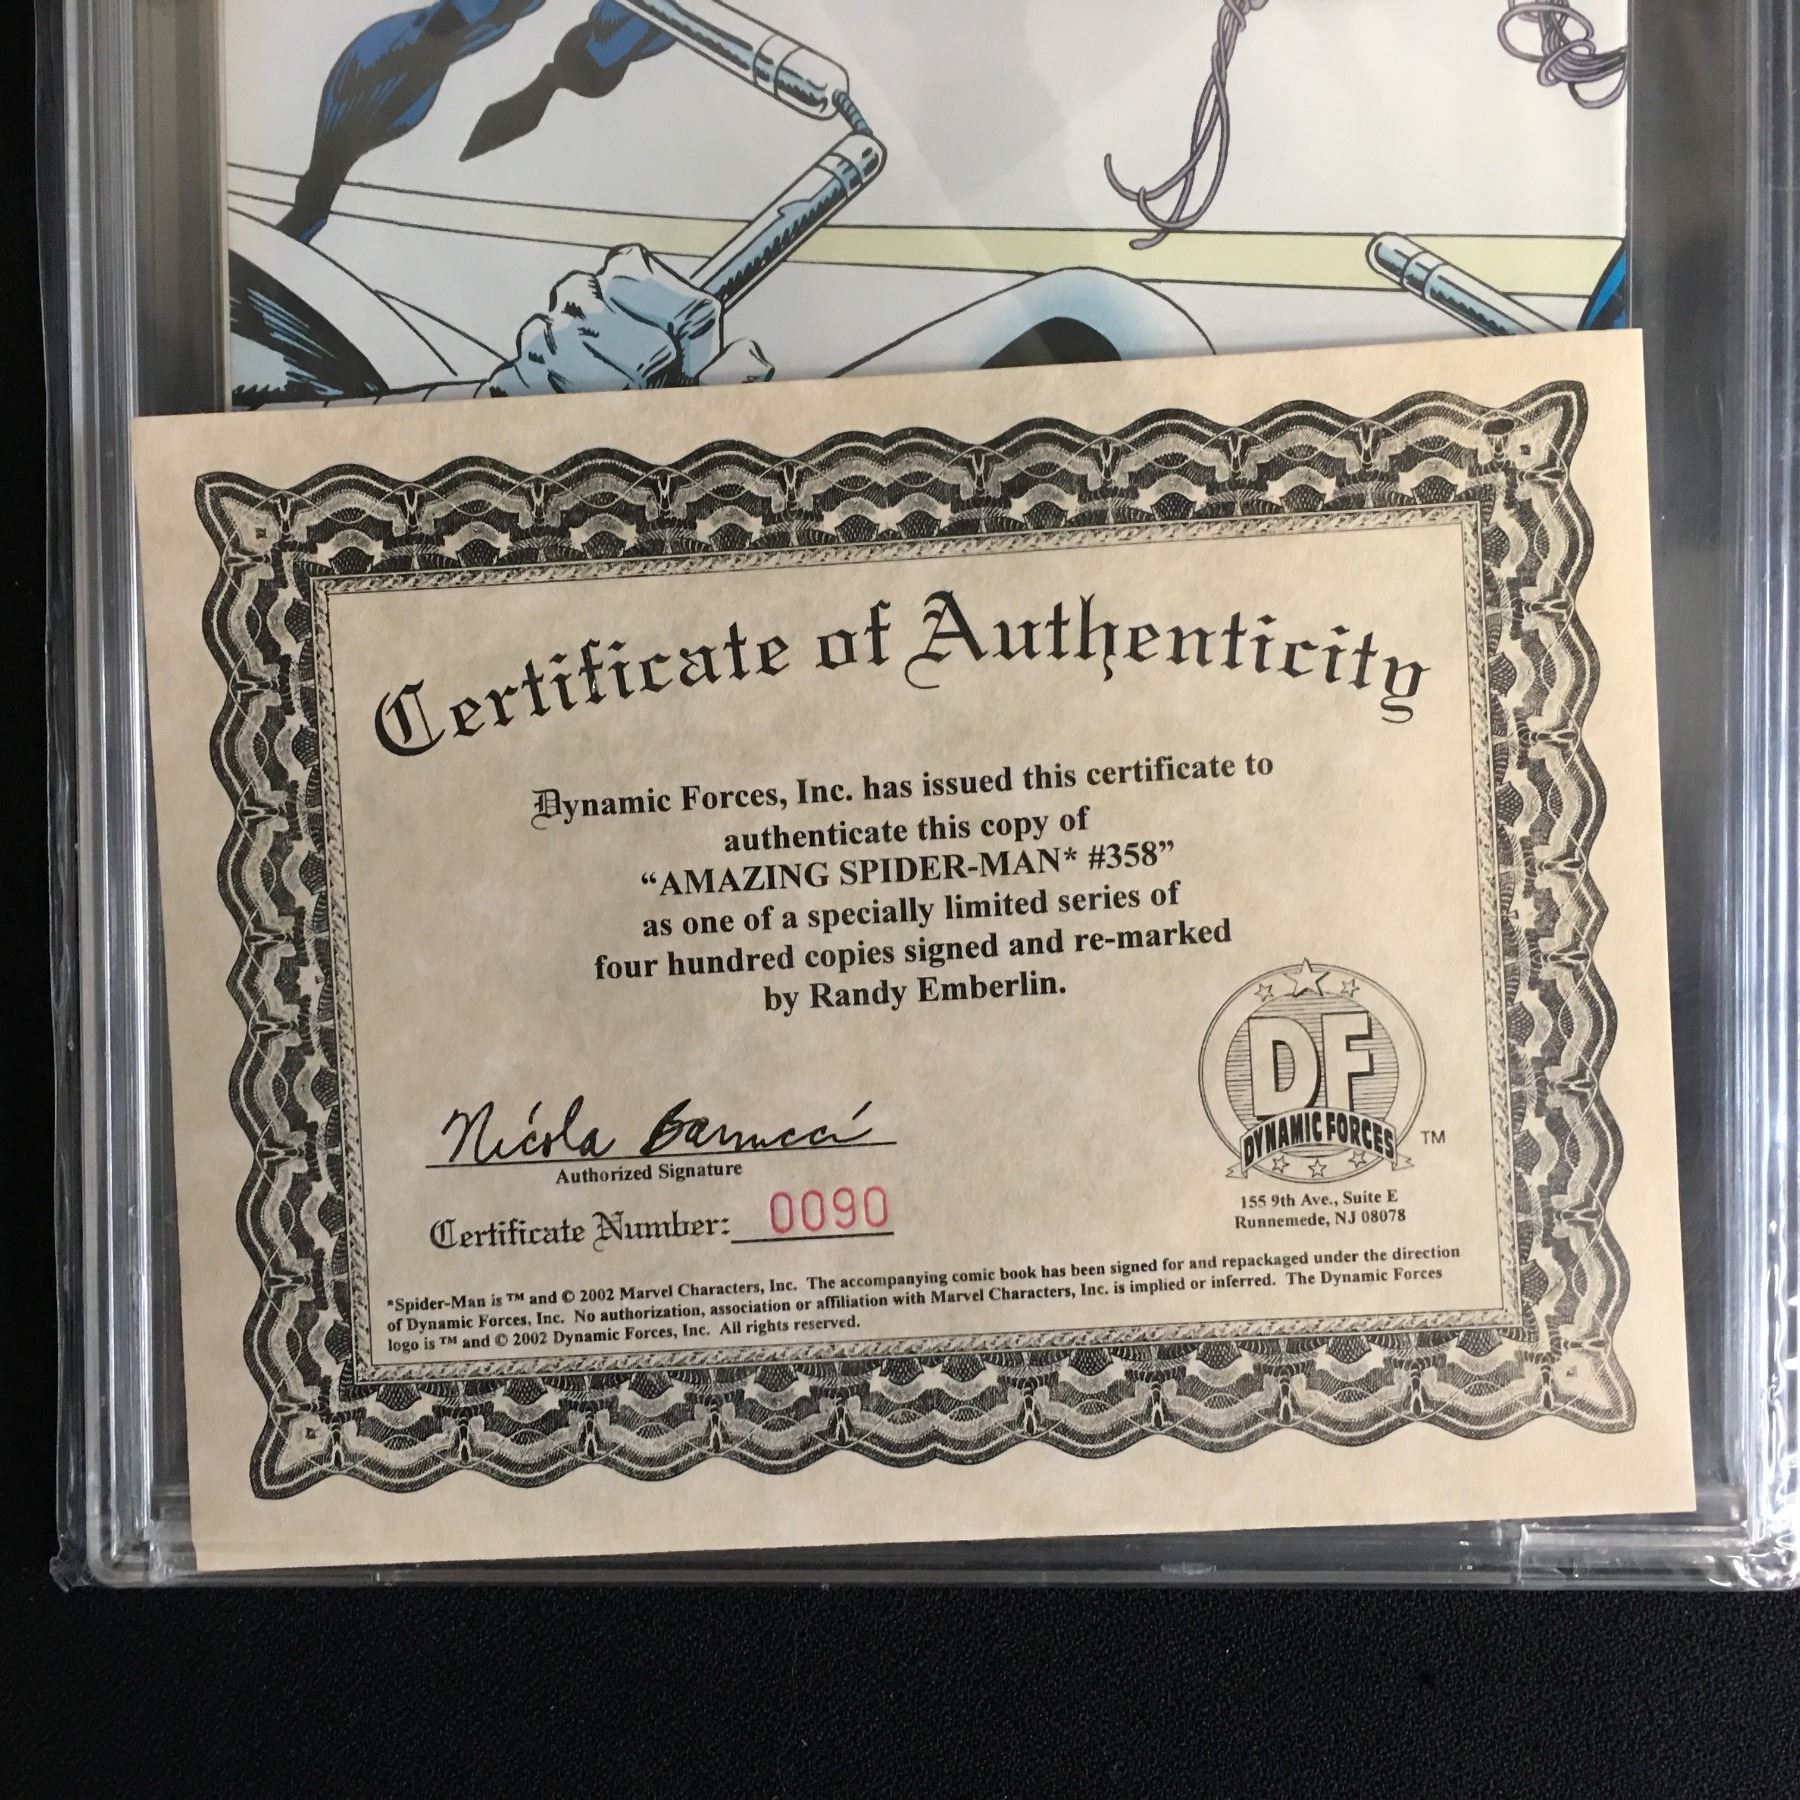 Certificate of Authenticity
Dynamic Forces, Inc. has issued this certificate to
authenticate this copy of
“AMAZING SPIDER-MAN* #358”
as one of a specially limited series of
four hundred copies signed and re-marked
by Randy Emberlin.
Nicola Barrucci
Authorized Signature
Certificate Number: 0090
DF
DYNAMIC FORCES
TM
155 9th Ave., Suite E
Runnemede, NJ 08078
*Spider-Man is ™ and © 2002 Marvel Characters, Inc. The accompanying comic book has been signed for and repackaged under the direction
of Dynamic Forces, Inc. No authorization, association or affiliation with Marvel Characters, Inc. is implied or inferred. The Dynamic Forces
logo is ™ and © 2002 Dynamic Forces, Inc. All rights reserved.